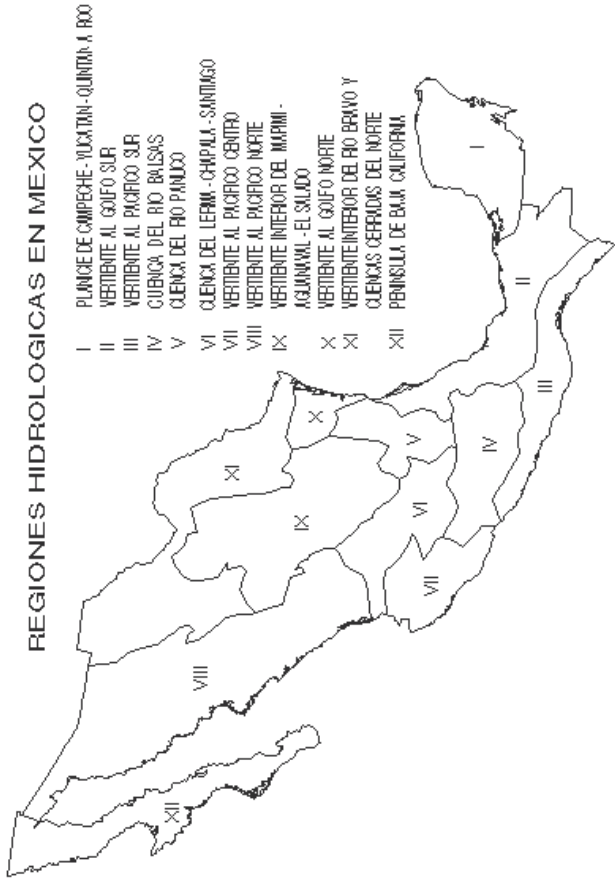 REGIONES HIDROLOGICAS EN MEXICO
I PLANICIE DE CAMPECHE-YUCATAN-QUINTANA ROO
II VERTIENTE AL GOLFO SUR
III VERTIENTE AL PACIFICO SUR
IV CUENCA DEL RIO BALSAS
V CUENCA DEL RIO PANUCO
VI CUENCA DEL LERMA-CHAPALA-SANTIAGO
VII VERTIENTE AL PACIFICO CENTRO
VIII VERTIENTE AL PACIFICO NORTE
IX VERTIENTE INTERIOR DEL MAPIMI-
AGUANAVAL-EL SALADO
X VERTIENTE AL GOLFO NORTE
XI VERTIENTE INTERIOR DEL RIO BRAVO Y
CUENCAS CERRADAS DEL NORTE
XII PENINSULA DE BAJA CALIFORNIA
XII
VIII
XI
IX
X
VI
V
VII
IV
III
II
I